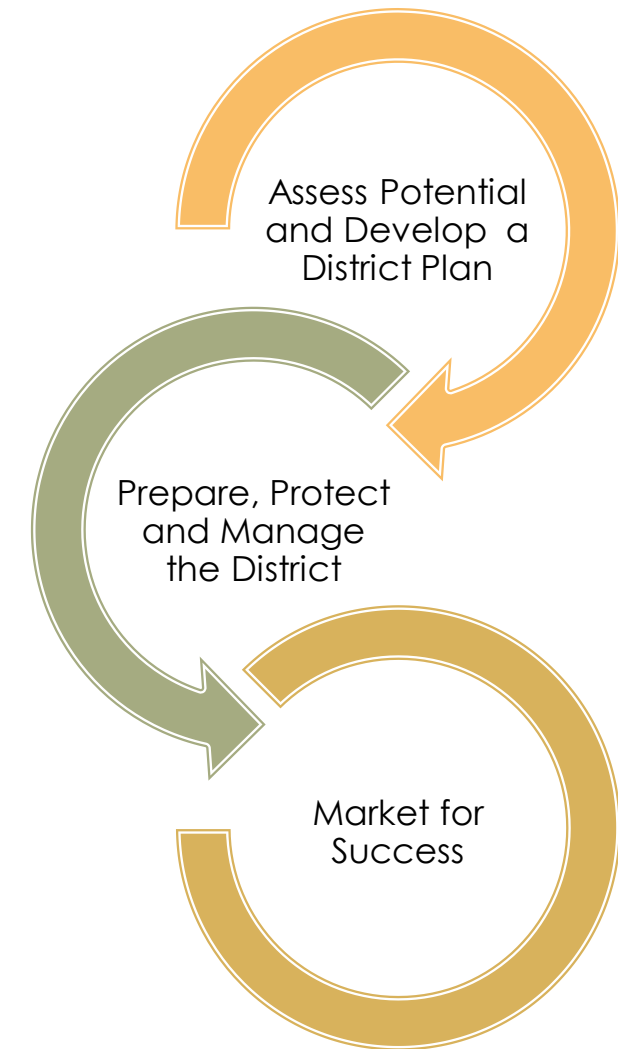 Assess Potential
and Develop a
District Plan
Prepare, Protect
and Manage
the District
Market for
Success